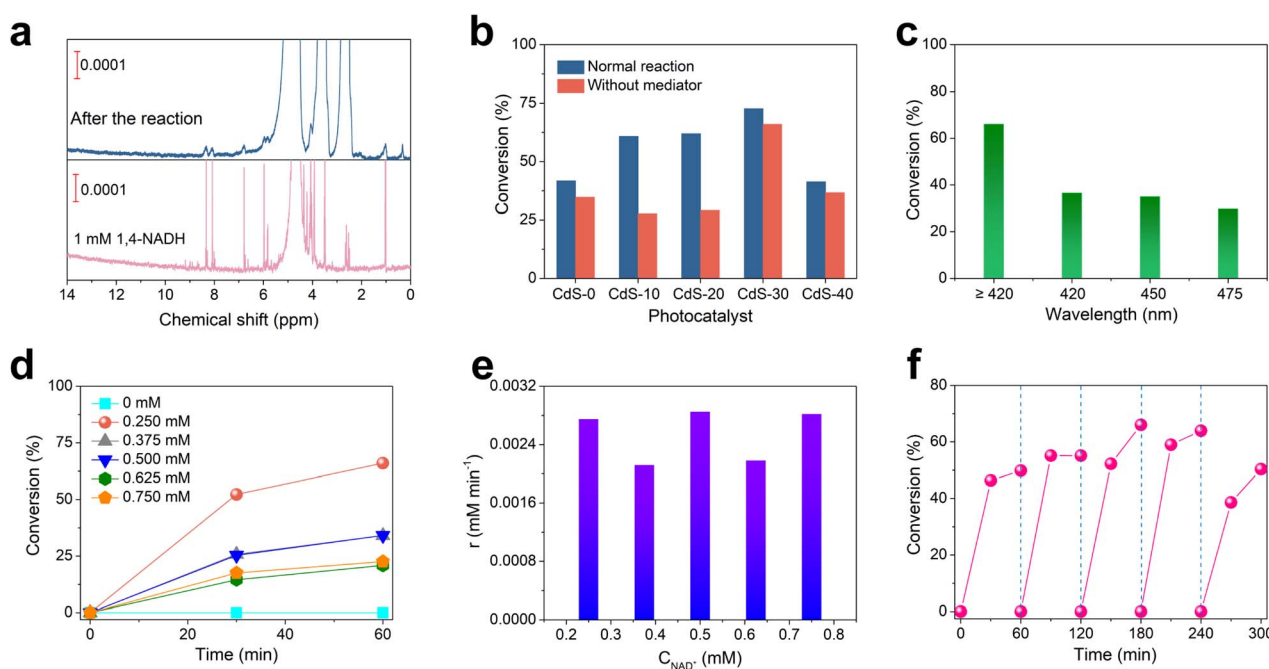 a
0.0001
After the reaction
0.0001
1 mM 1,4-NADH
14 12 10 8 6 4 2 0
Chemical shift (ppm)
b
100
75
50
25
0
Conversion (%)
Normal reaction
Without mediator
CdS-0 CdS-10 CdS-20 CdS-30 CdS-40
Photocatalyst
c
100
80
60
40
20
0
Conversion (%)
≥ 420 420 450 475
Wavelength (nm)
d
100
75
50
25
0
Conversion (%)
0 mM
0.250 mM
0.375 mM
0.500 mM
0.625 mM
0.750 mM
0 20 40 60
Time (min)
e
0.0032
0.0024
0.0016
0.0008
0.0000
r (mM min⁻¹)
0.2 0.3 0.4 0.5 0.6 0.7 0.8
C_NAD⁺ (mM)
f
80
60
40
20
0
Conversion (%)
0 60 120 180 240 300
Time (min)